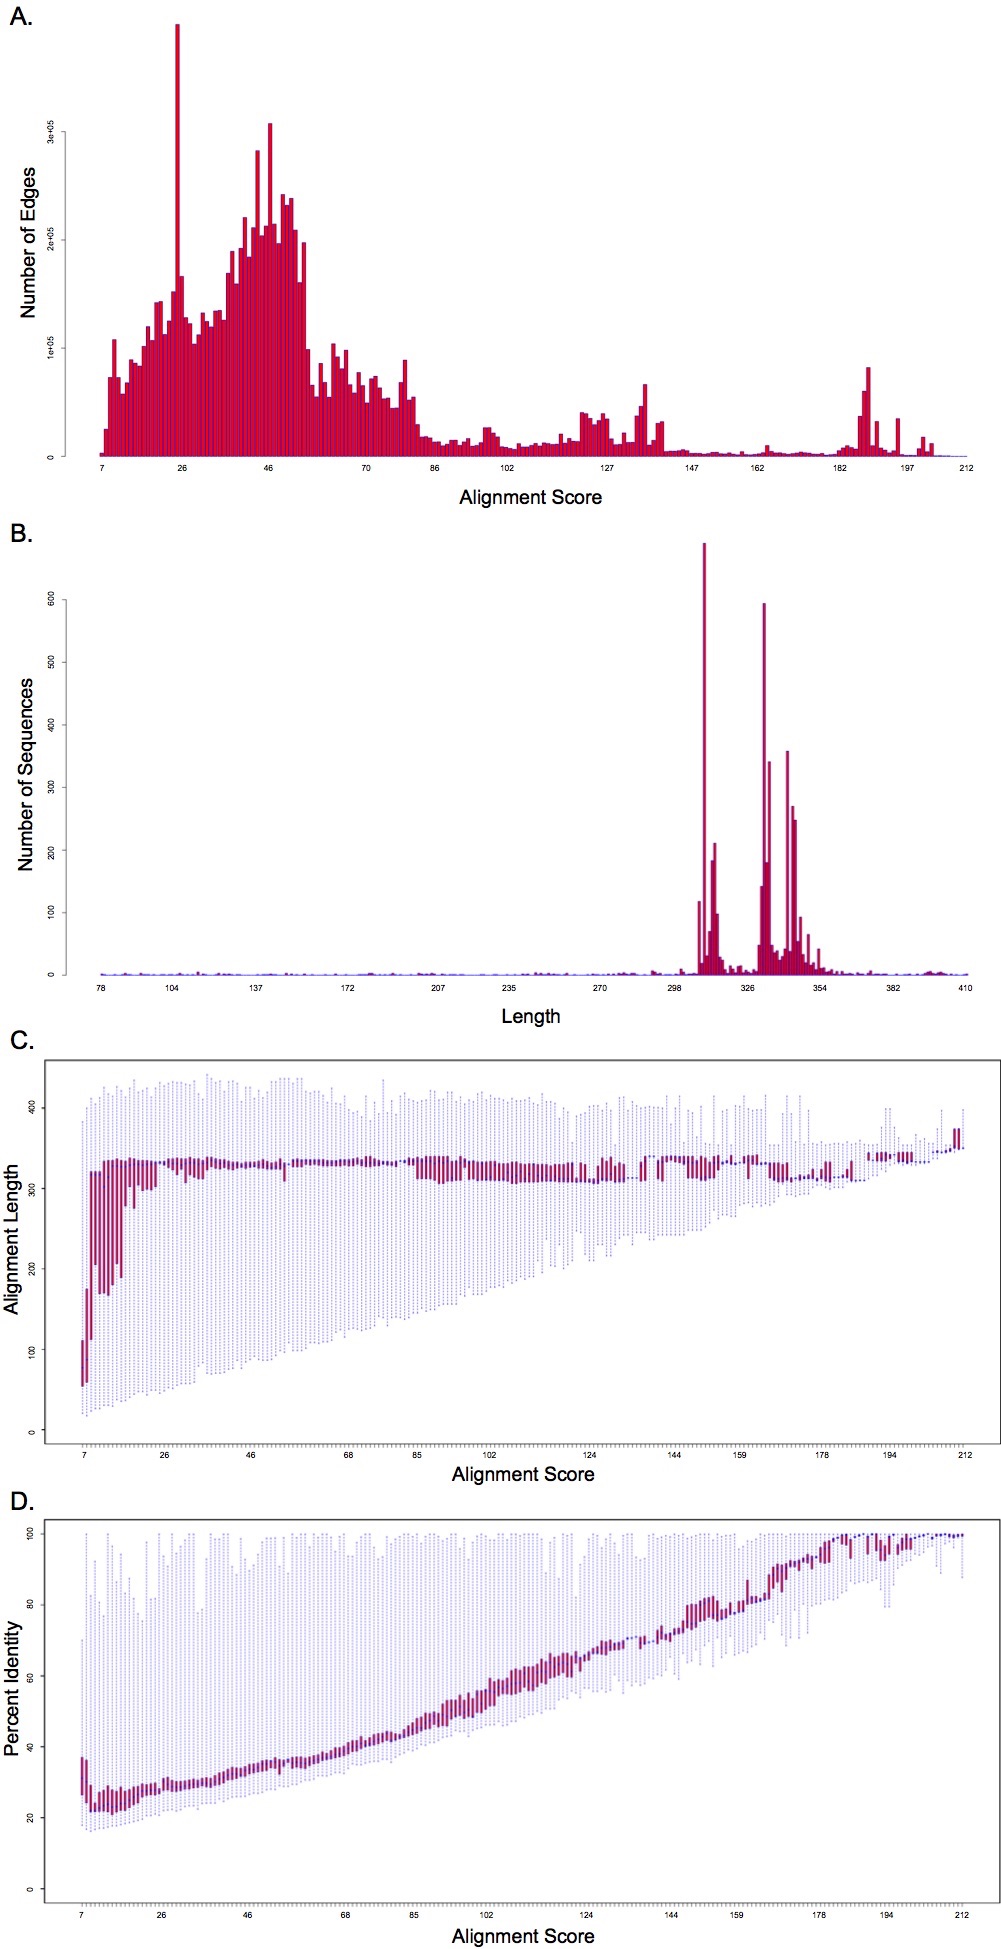 A.
3e+05
2e+05
1e+05
0
Number of Edges
7 26 46 70 86 102 127 147 162 182 197 212
Alignment Score
B.
600
500
400
300
200
100
0
Number of Sequences
78 104 137 172 207 235 270 298 326 354 382 410
Length
C.
400
300
200
100
0
Alignment Length
7 26 46 68 85 102 124 144 159 178 194 212
Alignment Score
D.
100
80
60
40
20
0
Percent Identity
7 26 46 68 85 102 124 144 159 178 194 212
Alignment Score